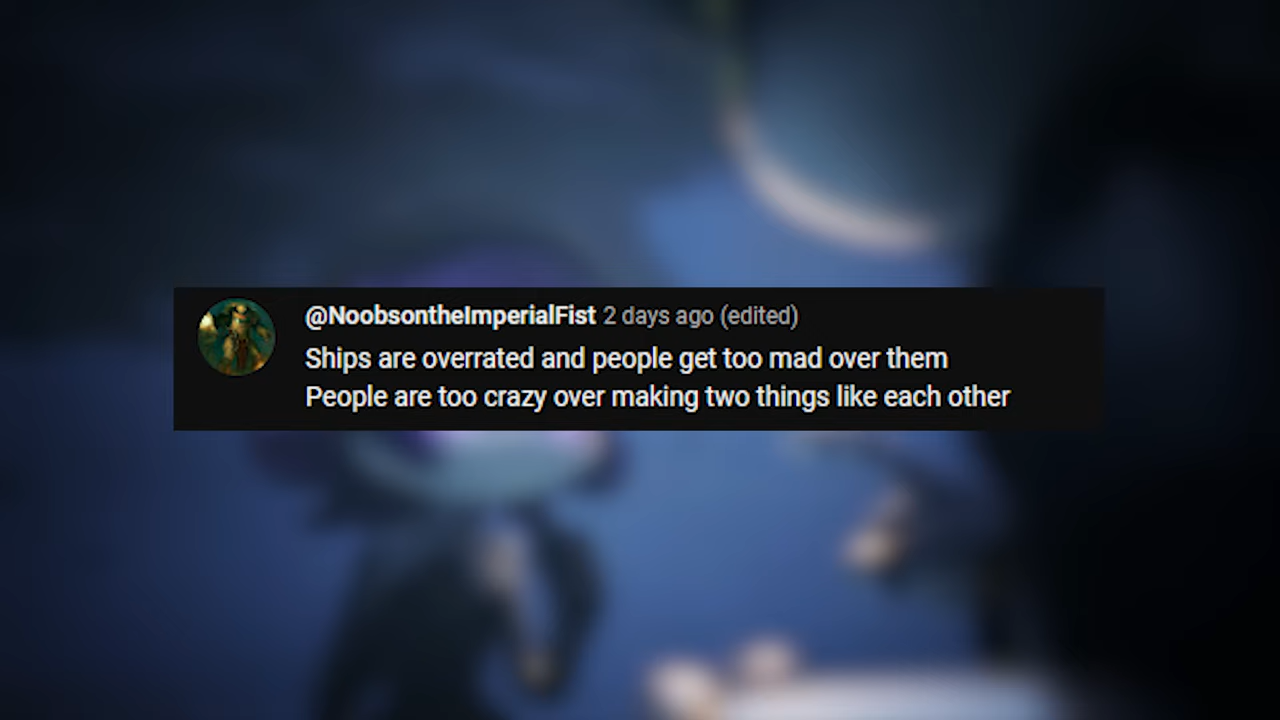 @NoobsontheImperialFist 2 days ago (edited)
Ships are overrated and people get too mad over them
People are too crazy over making two things like each other